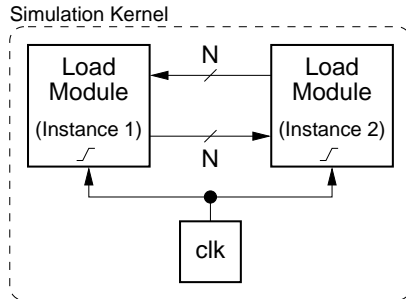 Simulation Kernel
Load
Module
(Instance 1)
N
N
Load
Module
(Instance 2)
clk